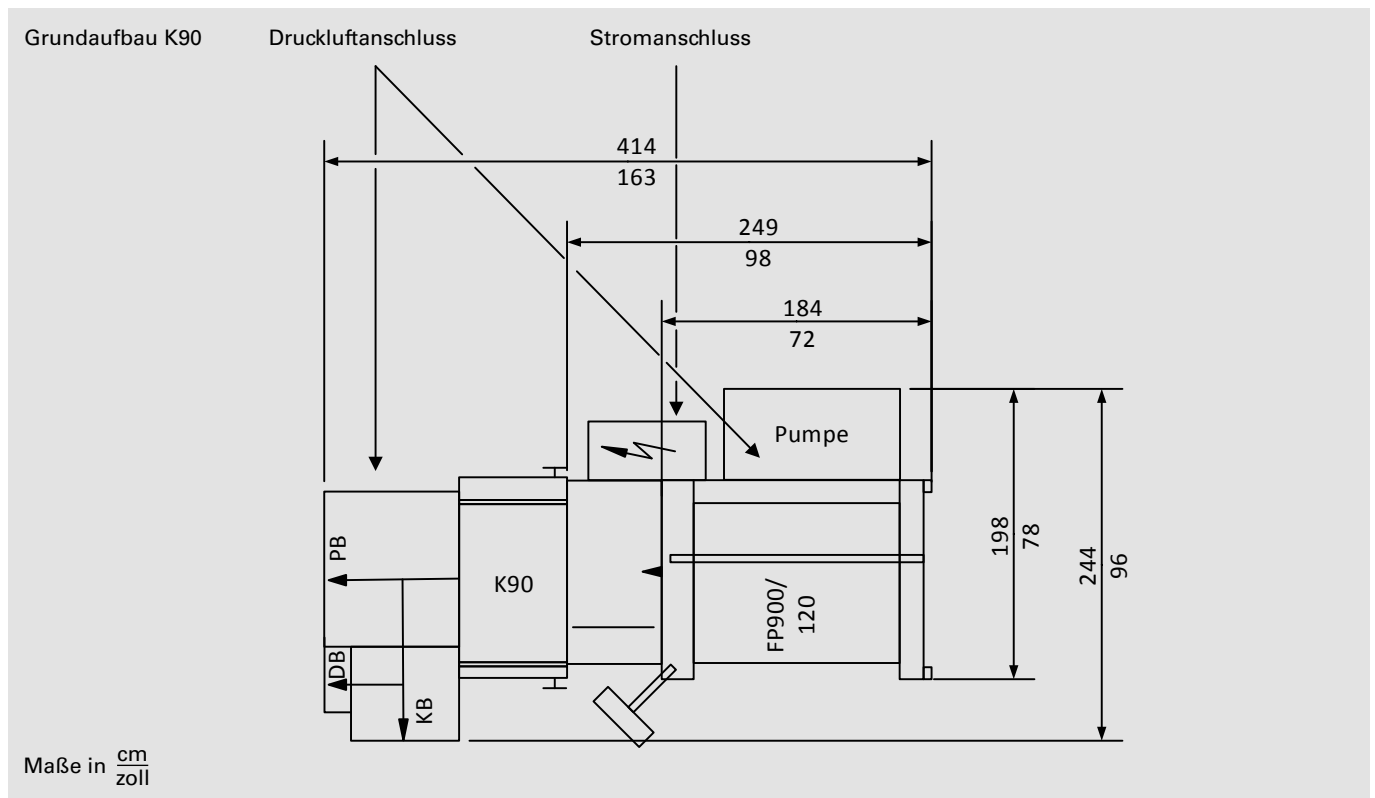 Grundaufbau K90
Druckluftanschluss
Stromanschluss
414
163
249
98
184
72
Pumpe
198
78
244
96
PB
K90
FP900/
120
DB
KB
Maße in cm
zoll